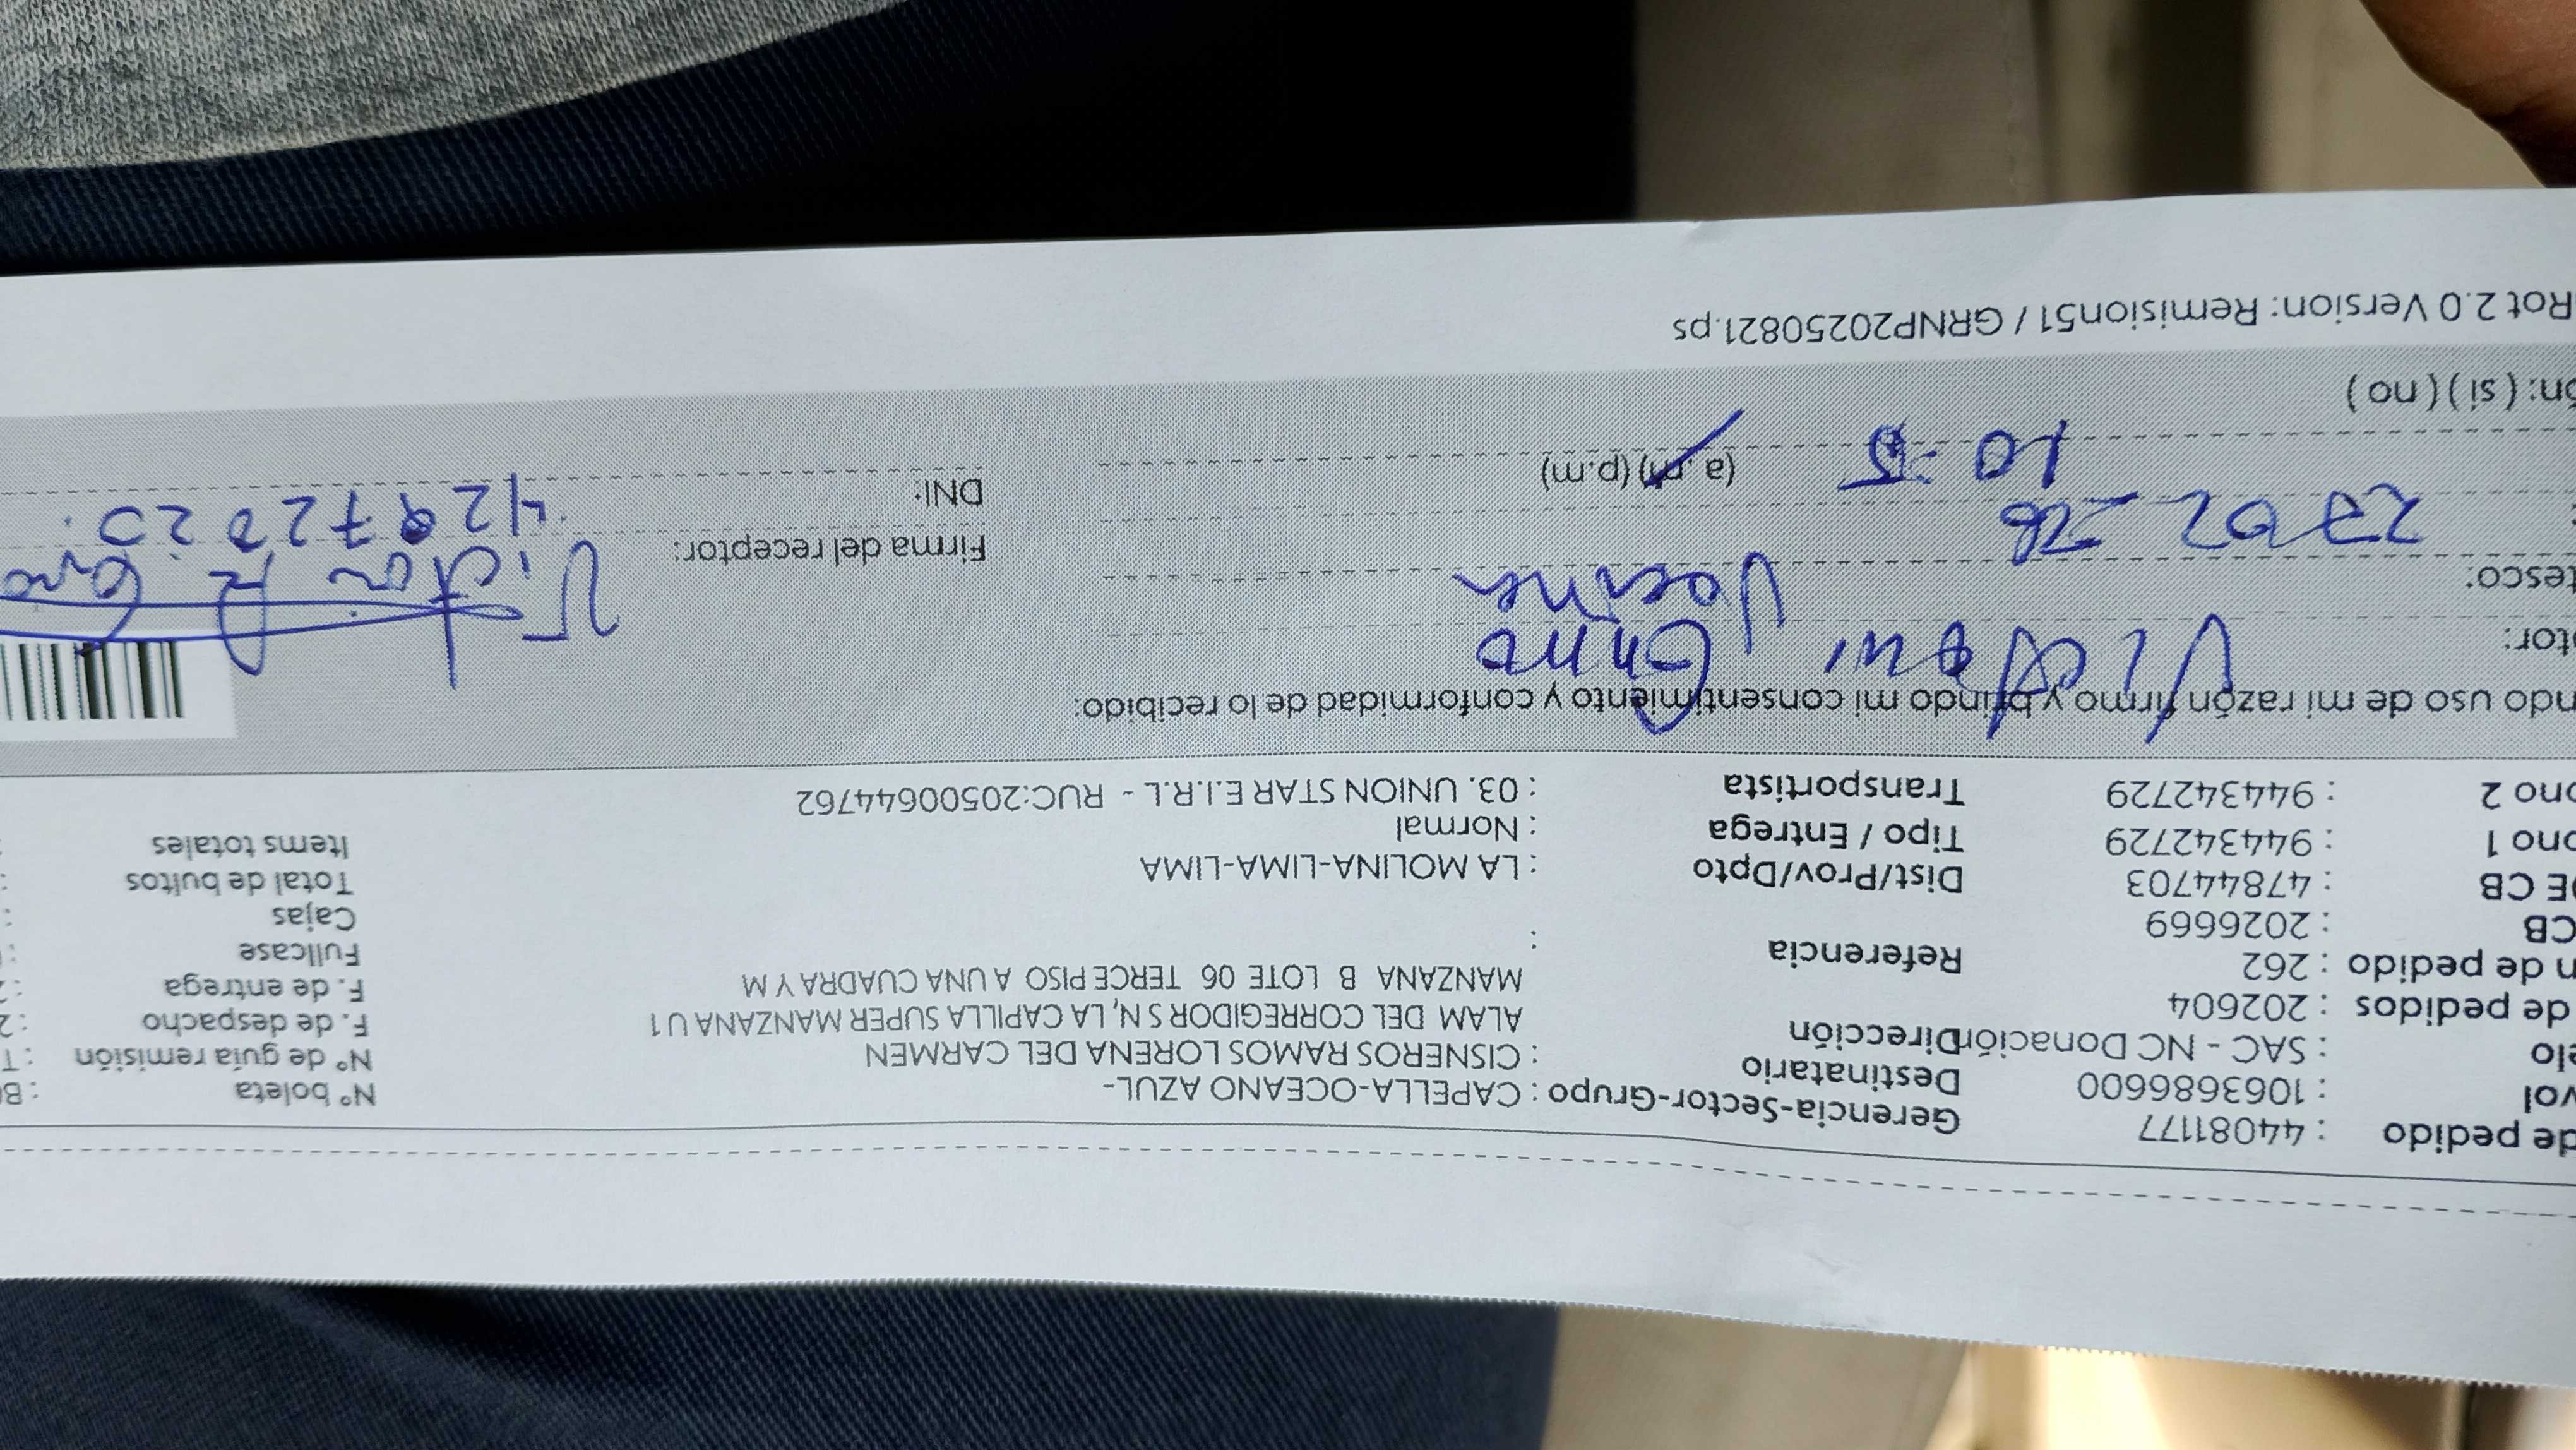 de pedido : 44081177 Gerencia-Sector-Grupo : CAPELLA-OCEANO AZUL- N° boleta
vol : 1063686600 Destinatario : CISNEROS RAMOS LORENA DEL CARMEN N° de guía remisión
elo : SAC - NC Donación Dirección ALAM DEL CORREGIDOR S N, LA CAPILLA SUPER MANZANA U1 F. de despacho
de pedidos : 202604 MANZANA B LOTE 06 TERCE PISO A UNA CUADRA Y M F. de entrega
n de pedido : 262 Referencia : Fullcase
CB : 2026669 Cajas
DE CB : 47844703 Dist/Prov/Dpto : LA MOLINA-LIMA-LIMA Total de bultos
ono 1 : 944342729 Tipo / Entrega : Normal Items totales
ono 2 : 944342729 Transportista : 03. UNION STAR E.I.R.L - RUC:20500644762
ndo uso de mi razón firmo y brindo mi consentimiento y conformidad de lo recibido:
tor:
tesco: Firma del receptor: Victor
27 02 - 26 DNI:
10 : (a.m) (p.m)
ón: ( si ) ( no )
Rot 2.0 Version: Remision51 / GRNP20250821.ps